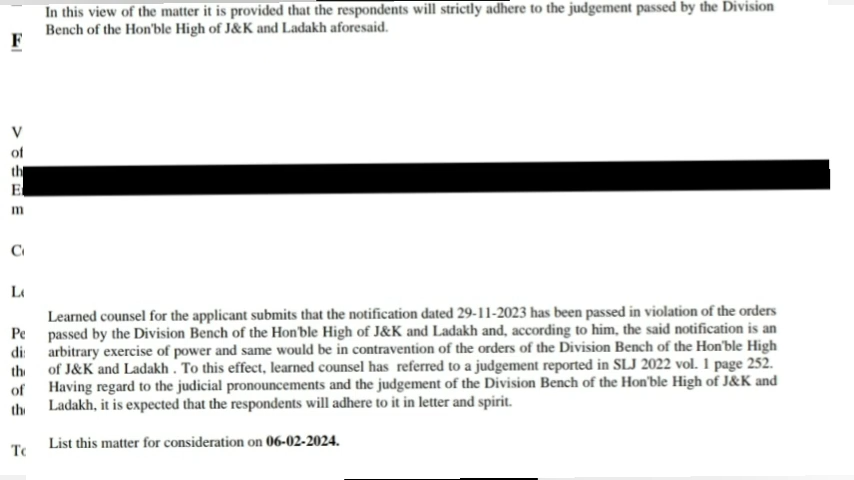 In this view of the matter it is provided that the respondents will strictly adhere to the judgement passed by the Division
Bench of the Hon'ble High of J&K and Ladakh aforesaid.
F
V
of
th
E
m
Learned counsel for the applicant submits that the notification dated 29-11-2023 has been passed in violation of the orders
passed by the Division Bench of the Hon'ble High of J&K and Ladakh and, according to him, the said notification is an
arbitrary exercise of power and same would be in contravention of the orders of the Division Bench of the Hon'ble High
of J&K and Ladakh . To this effect, learned counsel has referred to a judgement reported in SLJ 2022 vol. 1 page 252.
Having regard to the judicial pronouncements and the judgement of the Division Bench of the Hon'ble High of J&K and
Ladakh, it is expected that the respondents will adhere to it in letter and spirit.
List this matter for consideration on 06-02-2024.
Pe
of